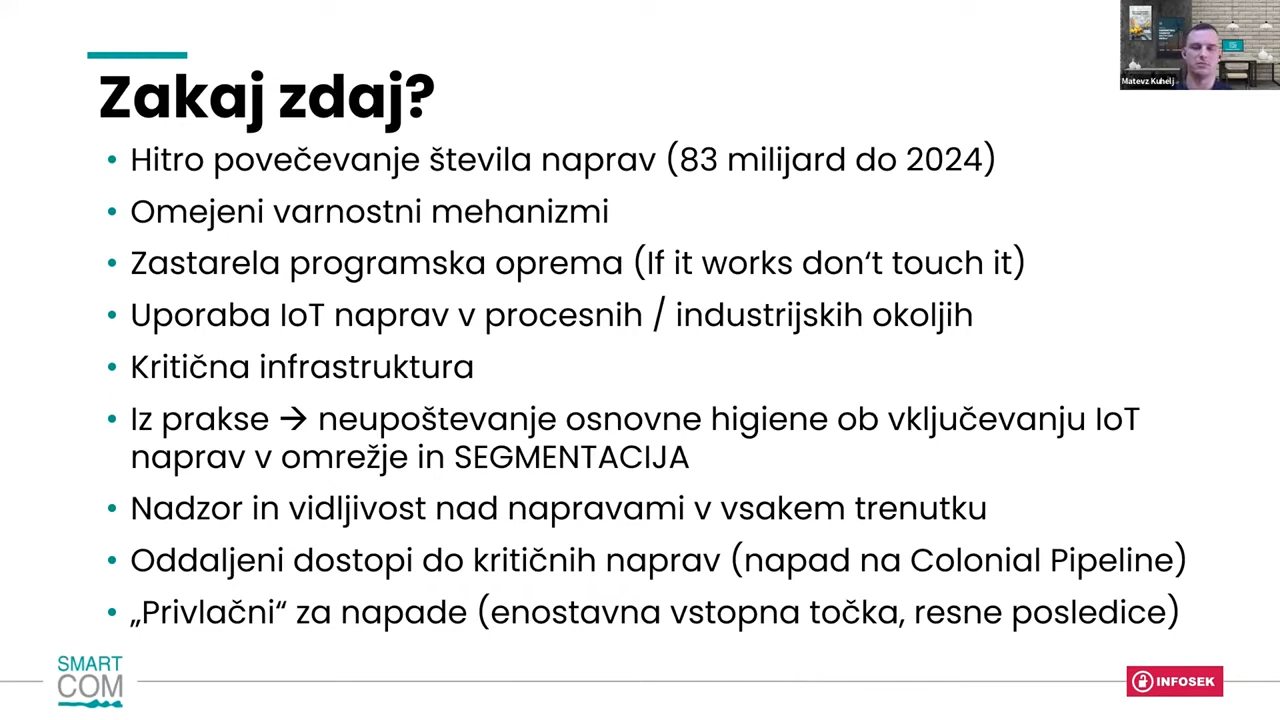 Zakaj zdaj?
Matevz Kuhelj
• Hitro povečevanje števila naprav (83 milijard do 2024)
• Omejeni varnostni mehanizmi
• Zastarela programska oprema (If it works don‘t touch it)
• Uporaba IoT naprav v procesnih / industrijskih okoljih
• Kritična infrastruktura
• Iz prakse → neupoštevanje osnovne higiene ob vključevanju IoT
naprav v omrežje in SEGMENTACIJA
• Nadzor in vidljivost nad napravami v vsakem trenutku
• Oddaljeni dostopi do kritičnih naprav (napad na Colonial Pipeline)
• „Privlačni“ za napade (enostavna vstopna točka, resne posledice)
SMART
COM
INFOSEK